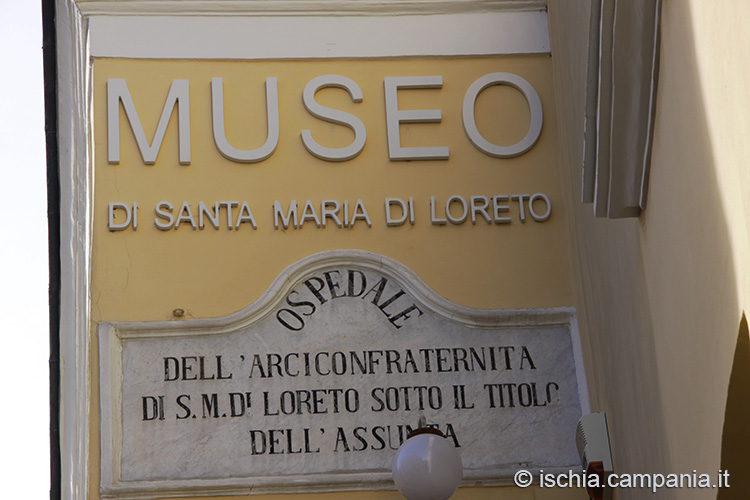 MUSEO
DI SANTA MARIA DI LORETO
OSPEDALE
DELL'ARCICONFRATERNITA
DI S.M.DI LORETO SOTTO IL TITOLO
DELL'ASSUNTA
© ischia.campania.it